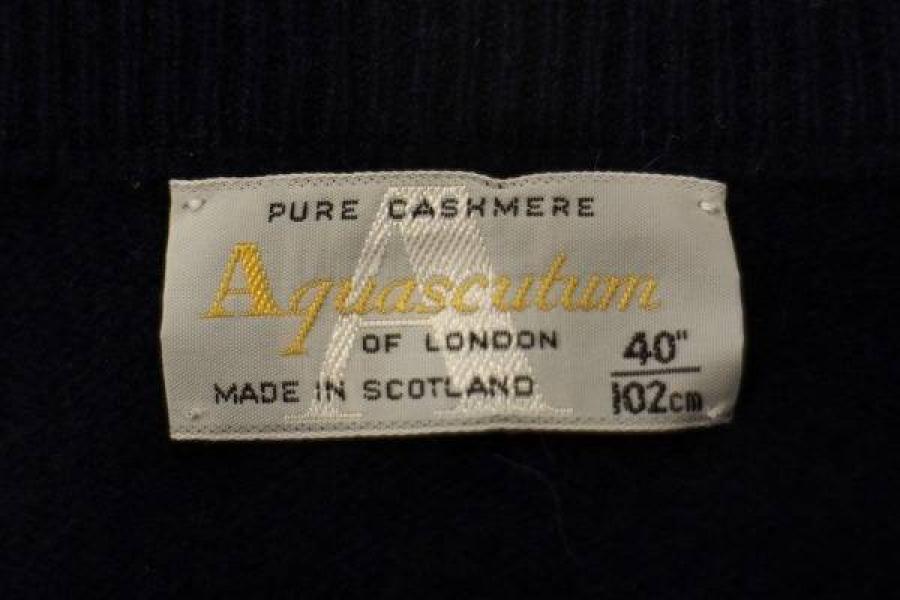 PURE CASHMERE
Aquascutum
OF LONDON
MADE IN SCOTLAND
40"
102cm